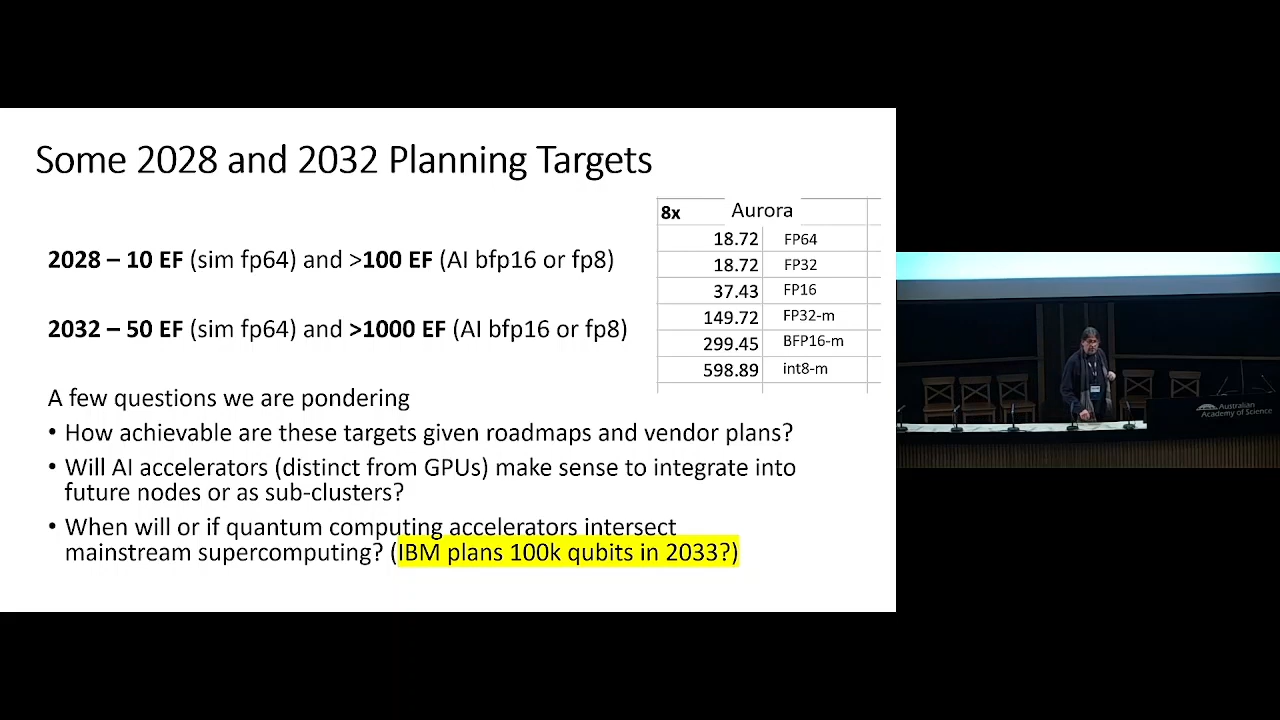 Some 2028 and 2032 Planning Targets
8x Aurora
18.72 FP64
18.72 FP32
37.43 FP16
149.72 FP32-m
299.45 BFP16-m
598.89 int8-m
2028 – 10 EF (sim fp64) and >100 EF (AI bfp16 or fp8)
2032 – 50 EF (sim fp64) and >1000 EF (AI bfp16 or fp8)
A few questions we are pondering
• How achievable are these targets given roadmaps and vendor plans?
• Will AI accelerators (distinct from GPUs) make sense to integrate into
future nodes or as sub-clusters?
• When will or if quantum computing accelerators intersect
mainstream supercomputing? (IBM plans 100k qubits in 2033?)
Australian
Academy of Science